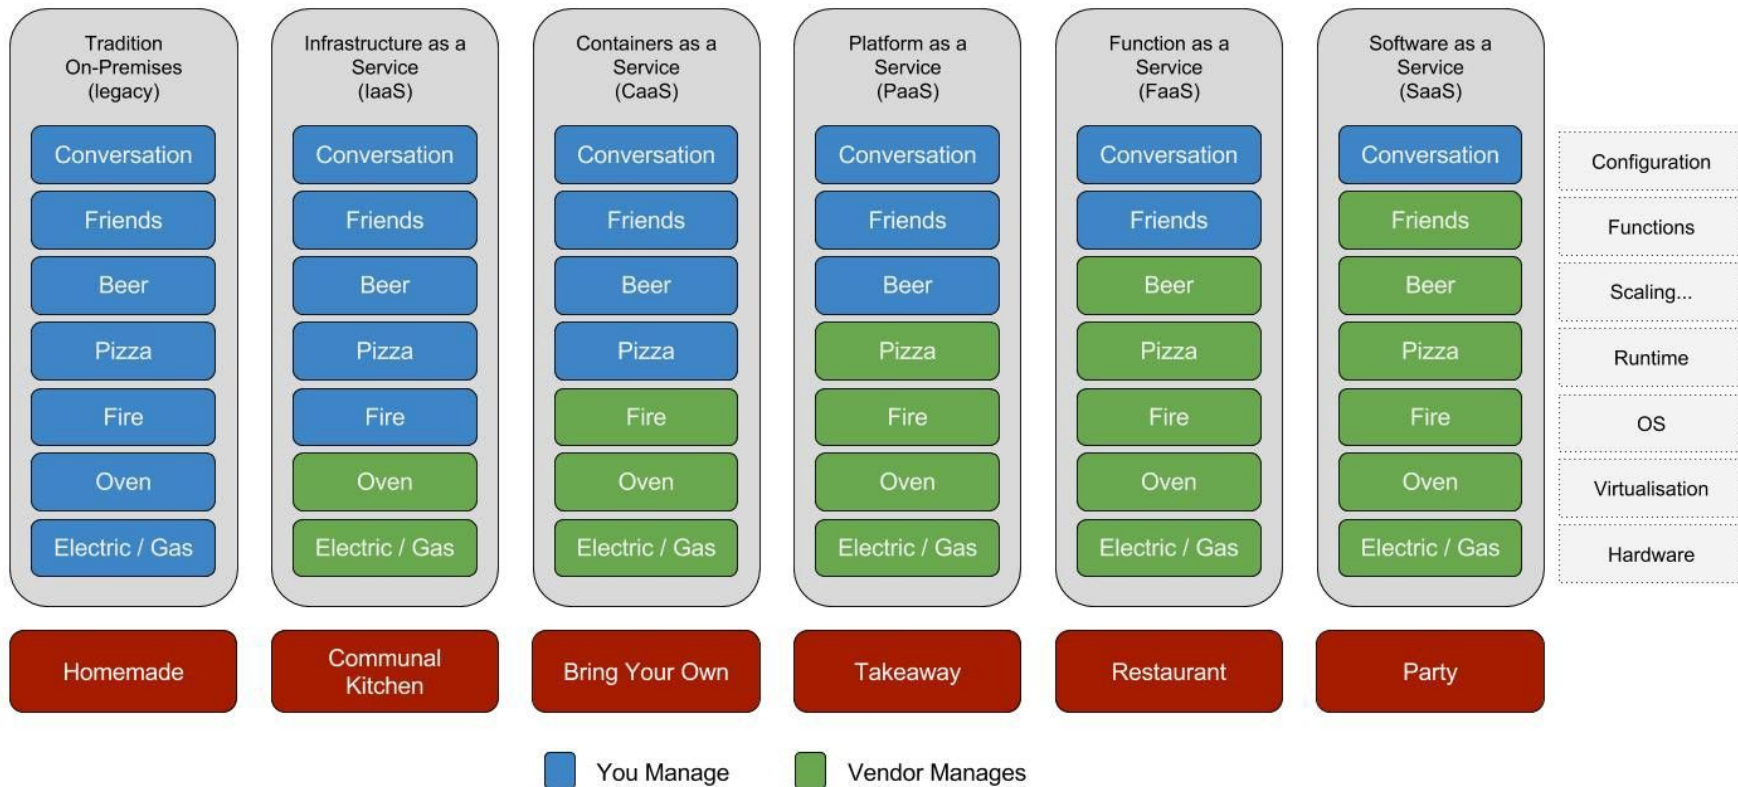 Tradition
On-Premises
(legacy)
Conversation
Friends
Beer
Pizza
Fire
Oven
Electric / Gas
Homemade
Infrastructure as a
Service
(IaaS)
Conversation
Friends
Beer
Pizza
Fire
Oven
Electric / Gas
Communal
Kitchen
Containers as a
Service
(CaaS)
Conversation
Friends
Beer
Pizza
Fire
Oven
Electric / Gas
Bring Your Own
Platform as a
Service
(PaaS)
Conversation
Friends
Beer
Pizza
Fire
Oven
Electric / Gas
Takeaway
Function as a
Service
(FaaS)
Conversation
Friends
Beer
Pizza
Fire
Oven
Electric / Gas
Restaurant
Software as a
Service
(SaaS)
Conversation
Friends
Beer
Pizza
Fire
Oven
Electric / Gas
Party
Configuration
Functions
Scaling...
Runtime
OS
Virtualisation
Hardware
You Manage
Vendor Manages